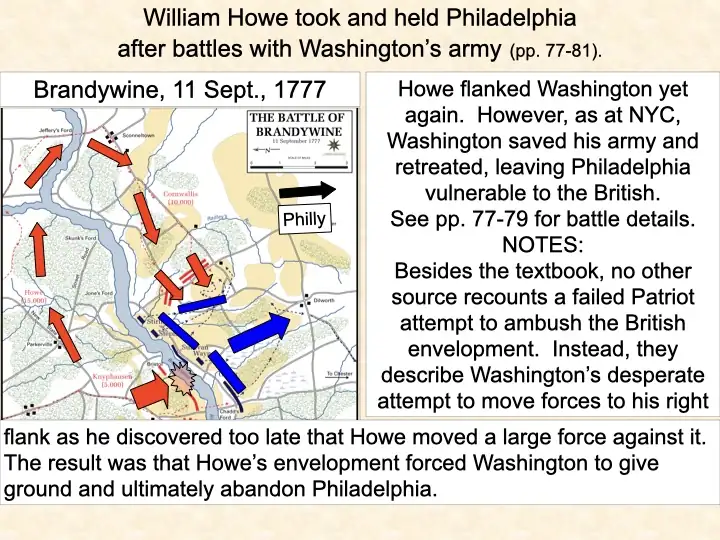 William Howe took and held Philadelphia
after battles with Washington's army (pp. 77-81).
Brandywine, 11 Sept., 1777
THE BATTLE OF
BRANDYWINE
11 September 1777
Jeffery's Ford
Sconneltown
Cornwallis
(10,000)
Philly
Skunk's Ford
Jone's Ford
Howe
(15,000)
Dilworth
Parkerville
Knyphausen
(5,000)
To Chester
Chadd's
Ford
Howe flanked Washington yet
again. However, as at NYC,
Washington saved his army and
retreated, leaving Philadelphia
vulnerable to the British.
See pp. 77-79 for battle details.
NOTES:
Besides the textbook, no other
source recounts a failed Patriot
attempt to ambush the British
envelopment. Instead, they
describe Washington's desperate
attempt to move forces to his right
flank as he discovered too late that Howe moved a large force against it.
The result was that Howe's envelopment forced Washington to give
ground and ultimately abandon Philadelphia.